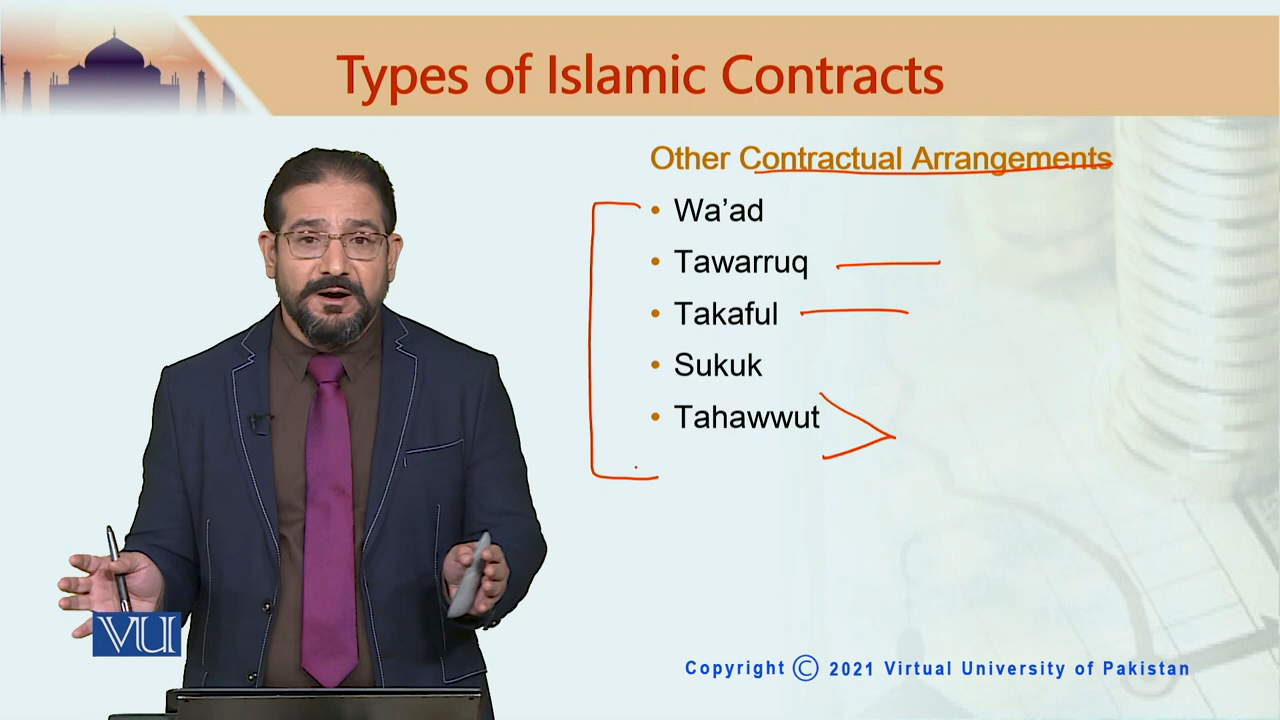 Types of Islamic Contracts
Other Contractual Arrangements
• Wa’ad
• Tawarruq
• Takaful
• Sukuk
• Tahawwut
VU
Copyright © 2021 Virtual University of Pakistan